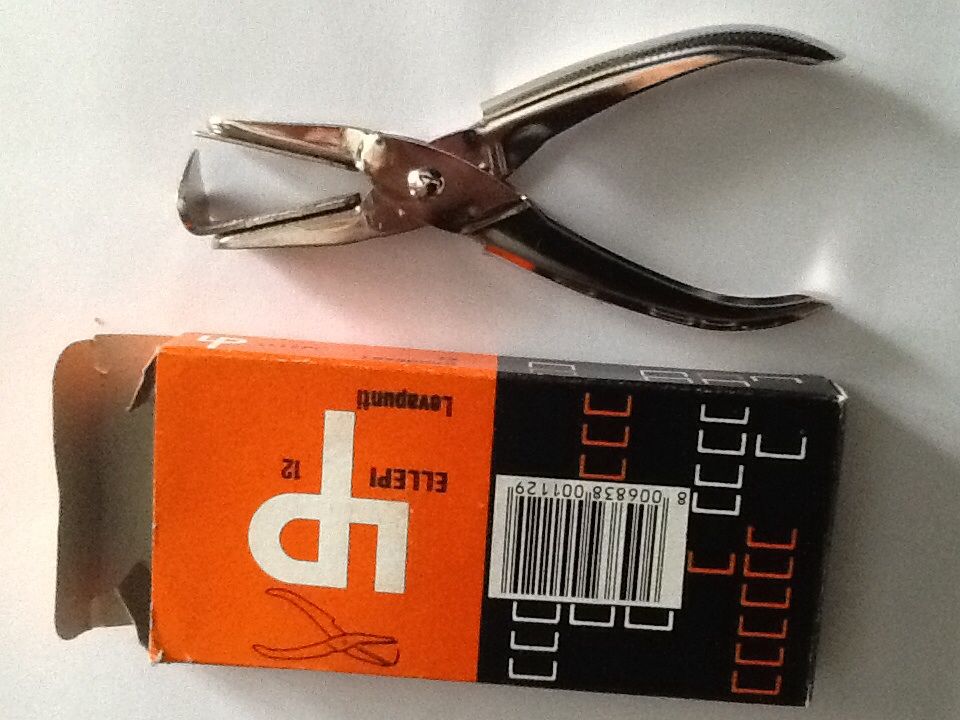 LP
ELLEPI
12
Levapunti
8 006838 001129